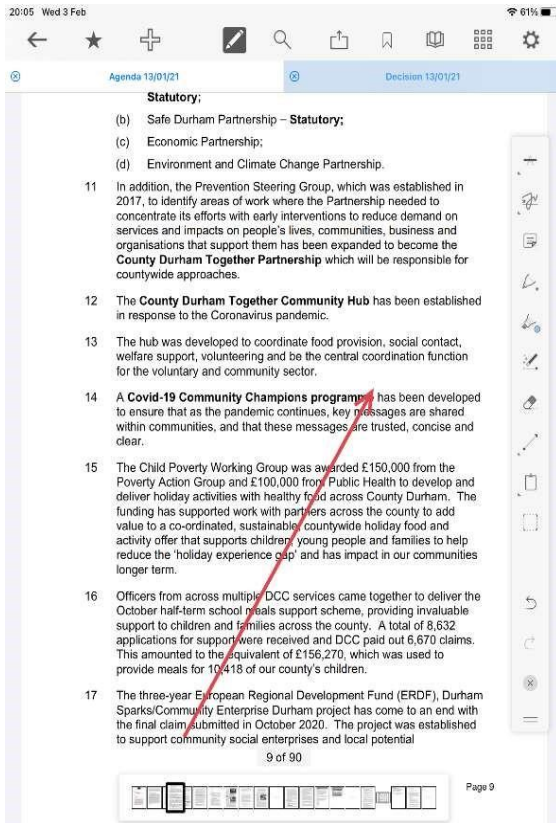 20:05 Wed 3 Feb
61%
Agenda 13/01/21
Decision 13/01/21
Statutory;
(b) Safe Durham Partnership – Statutory;
(c) Economic Partnership;
(d) Environment and Climate Change Partnership.
11 In addition, the Prevention Steering Group, which was established in
2017, to identify areas of work where the Partnership needed to
concentrate its efforts with early interventions to reduce demand on
services and impacts on people's lives, communities, business and
organisations that support them has been expanded to become the
County Durham Together Partnership which will be responsible for
countywide approaches.
12 The County Durham Together Community Hub has been established
in response to the Coronavirus pandemic.
13 The hub was developed to coordinate food provision, social contact,
welfare support, volunteering and be the central coordination function
for the voluntary and community sector.
14 A Covid-19 Community Champions programme has been developed
to ensure that as the pandemic continues, key messages are shared
within communities, and that these messages are trusted, concise and
clear.
15 The Child Poverty Working Group was awarded £150,000 from the
Poverty Action Group and £100,000 from Public Health to develop and
deliver holiday activities with healthy food across County Durham. The
funding has supported work with partners across the county to add
value to a co-ordinated, sustainable, countywide holiday food and
activity offer that supports children, young people and families to help
reduce the 'holiday experience gap' and has impact in our communities
longer term.
16 Officers from across multiple DCC services came together to deliver the
October half-term school meals support scheme, providing invaluable
support to children and families across the county. A total of 8,632
applications for support were received and DCC paid out 6,670 claims.
This amounted to the equivalent of £156,270, which was used to
provide meals for 10,418 of our county's children.
17 The three-year European Regional Development Fund (ERDF), Durham
Sparks/Community Enterprise Durham project has come to an end with
the final claim submitted in October 2020. The project was established
to support community social enterprises and local potential
9 of 90
Page 9